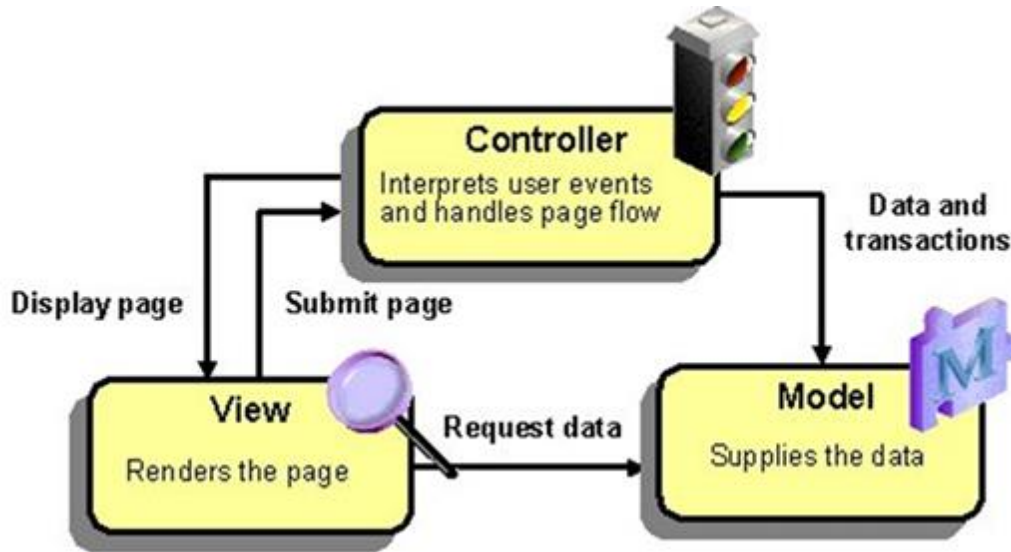 Controller
Interprets user events
and handles page flow
Data and
transactions
Display page
Submit page
View
Renders the page
Request data
Model
Supplies the data
M